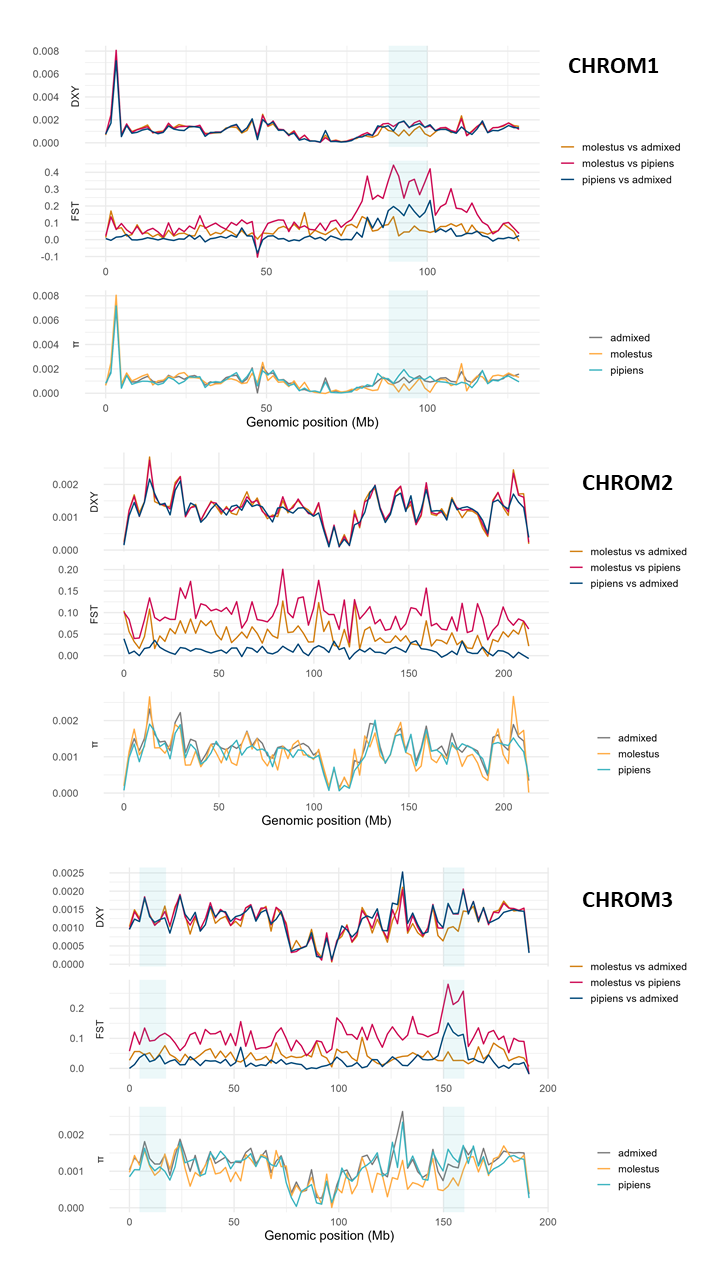 CHROM1
0.008
0.006
0.004
0.002
0.000
DXY
molestus vs admixed
molestus vs pipiens
pipiens vs admixed
0.4
0.3
0.2
0.1
0.0
-0.1
FST
0 50 100
0.008
0.006
0.004
0.002
0.000
π
admixed
molestus
pipiens
0 50 100
Genomic position (Mb)
CHROM2
0.002
0.001
0.000
DXY
molestus vs admixed
molestus vs pipiens
pipiens vs admixed
0.20
0.15
0.10
0.05
0.00
FST
0 50 100 150 200
0.002
0.001
0.000
π
admixed
molestus
pipiens
0 50 100 150 200
Genomic position (Mb)
CHROM3
0.0025
0.0020
0.0015
0.0010
0.0005
0.0000
DXY
molestus vs admixed
molestus vs pipiens
pipiens vs admixed
0.2
0.1
0.0
FST
0 50 100 150 200
0.002
0.001
0.000
π
admixed
molestus
pipiens
0 50 100 150 200
Genomic position (Mb)